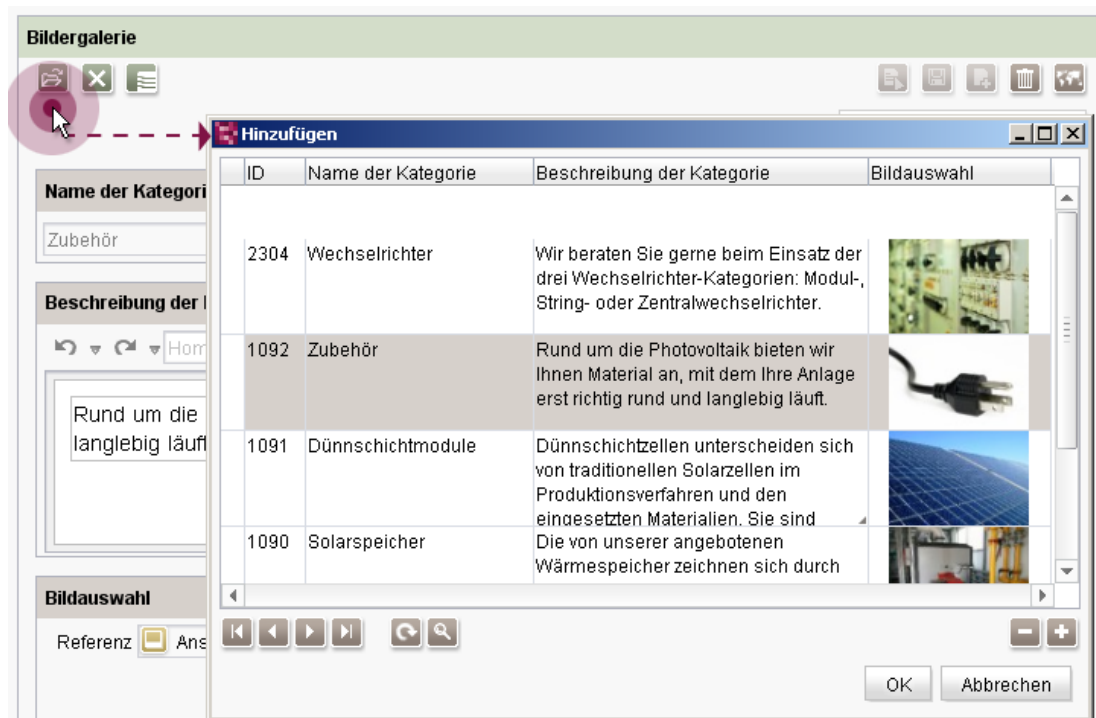 Bildergalerie
Hinzufügen
ID Name der Kategorie Beschreibung der Kategorie Bildauswahl
Name der Kategori
Zubehör
2304 Wechselrichter Wir beraten Sie gerne beim Einsatz der
drei Wechselrichter-Kategorien: Modul-,
String- oder Zentralwechselrichter.
Beschreibung der
Hom
1092 Zubehör Rund um die Photovoltaik bieten wir
Ihnen Material an, mit dem Ihre Anlage
erst richtig rund und langlebig läuft.
Rund um die
langlebig läuft
1091 Dünnschichtmodule Dünnschichtzellen unterscheiden sich
von traditionellen Solarzellen im
Produktionsverfahren und den
eingesetzten Materialien. Sie sind
1090 Solarspeicher Die von unserer angebotenen
Wärmespeicher zeichnen sich durch
Bildauswahl
Referenz Ans
OK Abbrechen